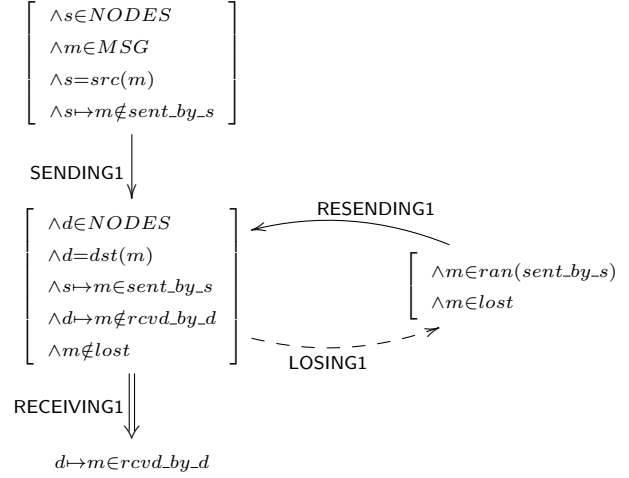 ∧s∈NODES
∧m∈MSG
∧s=src(m)
∧s↦m∉sent_by_s
SENDING1
∧d∈NODES
∧d=dst(m)
∧s↦m∈sent_by_s
∧d↦m∉rcvd_by_d
∧m∉lost
RESENDING1
∧m∈ran(sent_by_s)
∧m∈lost
LOSING1
RECEIVING1
d↦m∈rcvd_by_d